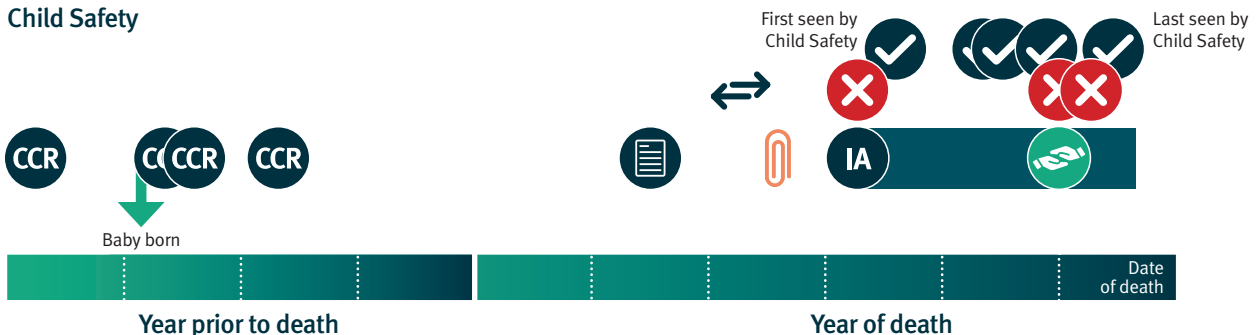 Child Safety
First seen by
Child Safety
Last seen by
Child Safety
CCR
CCR
CCR
IA
Baby born
Date
of death
Year prior to death
Year of death